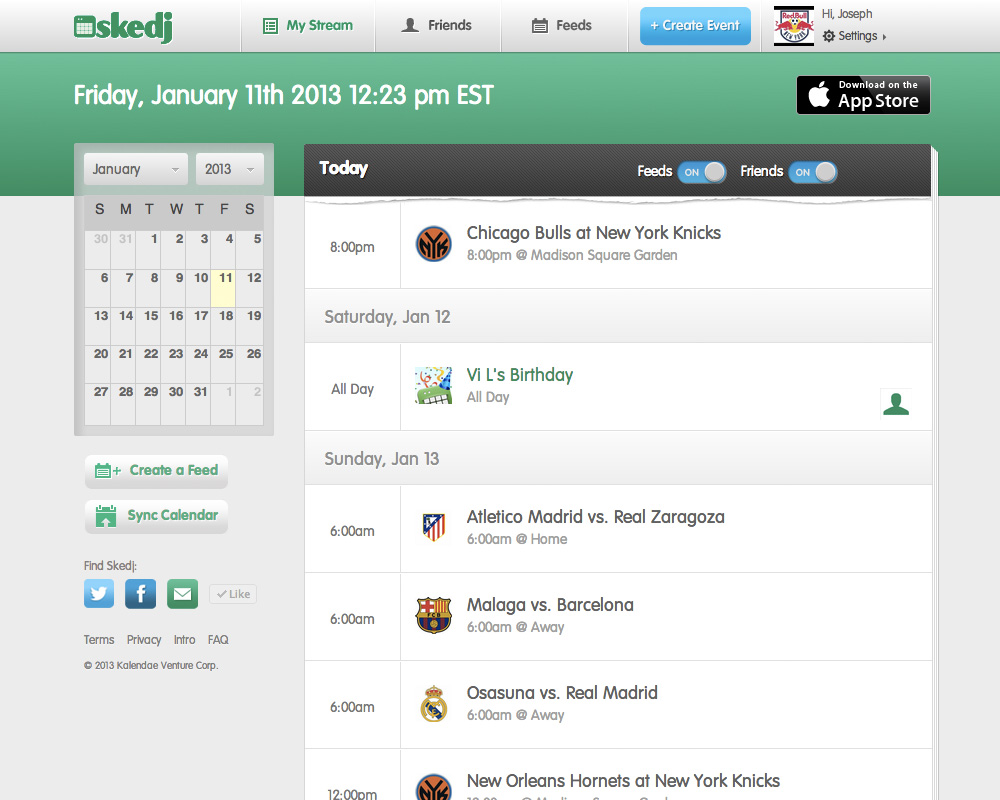 skedj
My Stream
Friends
Feeds
+ Create Event
Hi, Joseph
Settings
Friday, January 11th 2013 12:23 pm EST
Download on the
App Store
January
2013
S M T W T F S
30 31 1 2 3 4 5
6 7 8 9 10 11 12
13 14 15 16 17 18 19
20 21 22 23 24 25 26
27 28 29 30 31 1 2
Create a Feed
Sync Calendar
Find Skedj:
Like
Terms Privacy Intro FAQ
© 2013 Kalendae Venture Corp.
Today
Feeds ON Friends ON
8:00pm
Chicago Bulls at New York Knicks
8:00pm @ Madison Square Garden
Saturday, Jan 12
All Day
Vi L's Birthday
All Day
Sunday, Jan 13
6:00am
Atletico Madrid vs. Real Zaragoza
6:00am @ Home
6:00am
Malaga vs. Barcelona
6:00am @ Away
6:00am
Osasuna vs. Real Madrid
6:00am @ Away
12:00pm
New Orleans Hornets at New York Knicks